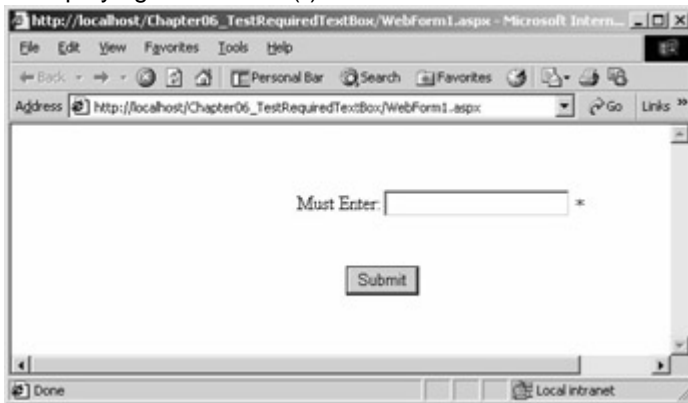 http://localhost/Chapter06_TestRequiredTextBox/WebForm1.aspx - Microsoft Intern...
File Edit View Favorites Tools Help
Back Personal Bar Search Favorites
Address http://localhost/Chapter06_TestRequiredTextBox/WebForm1.aspx Go Links »
Must Enter: *
Submit
Done Local intranet